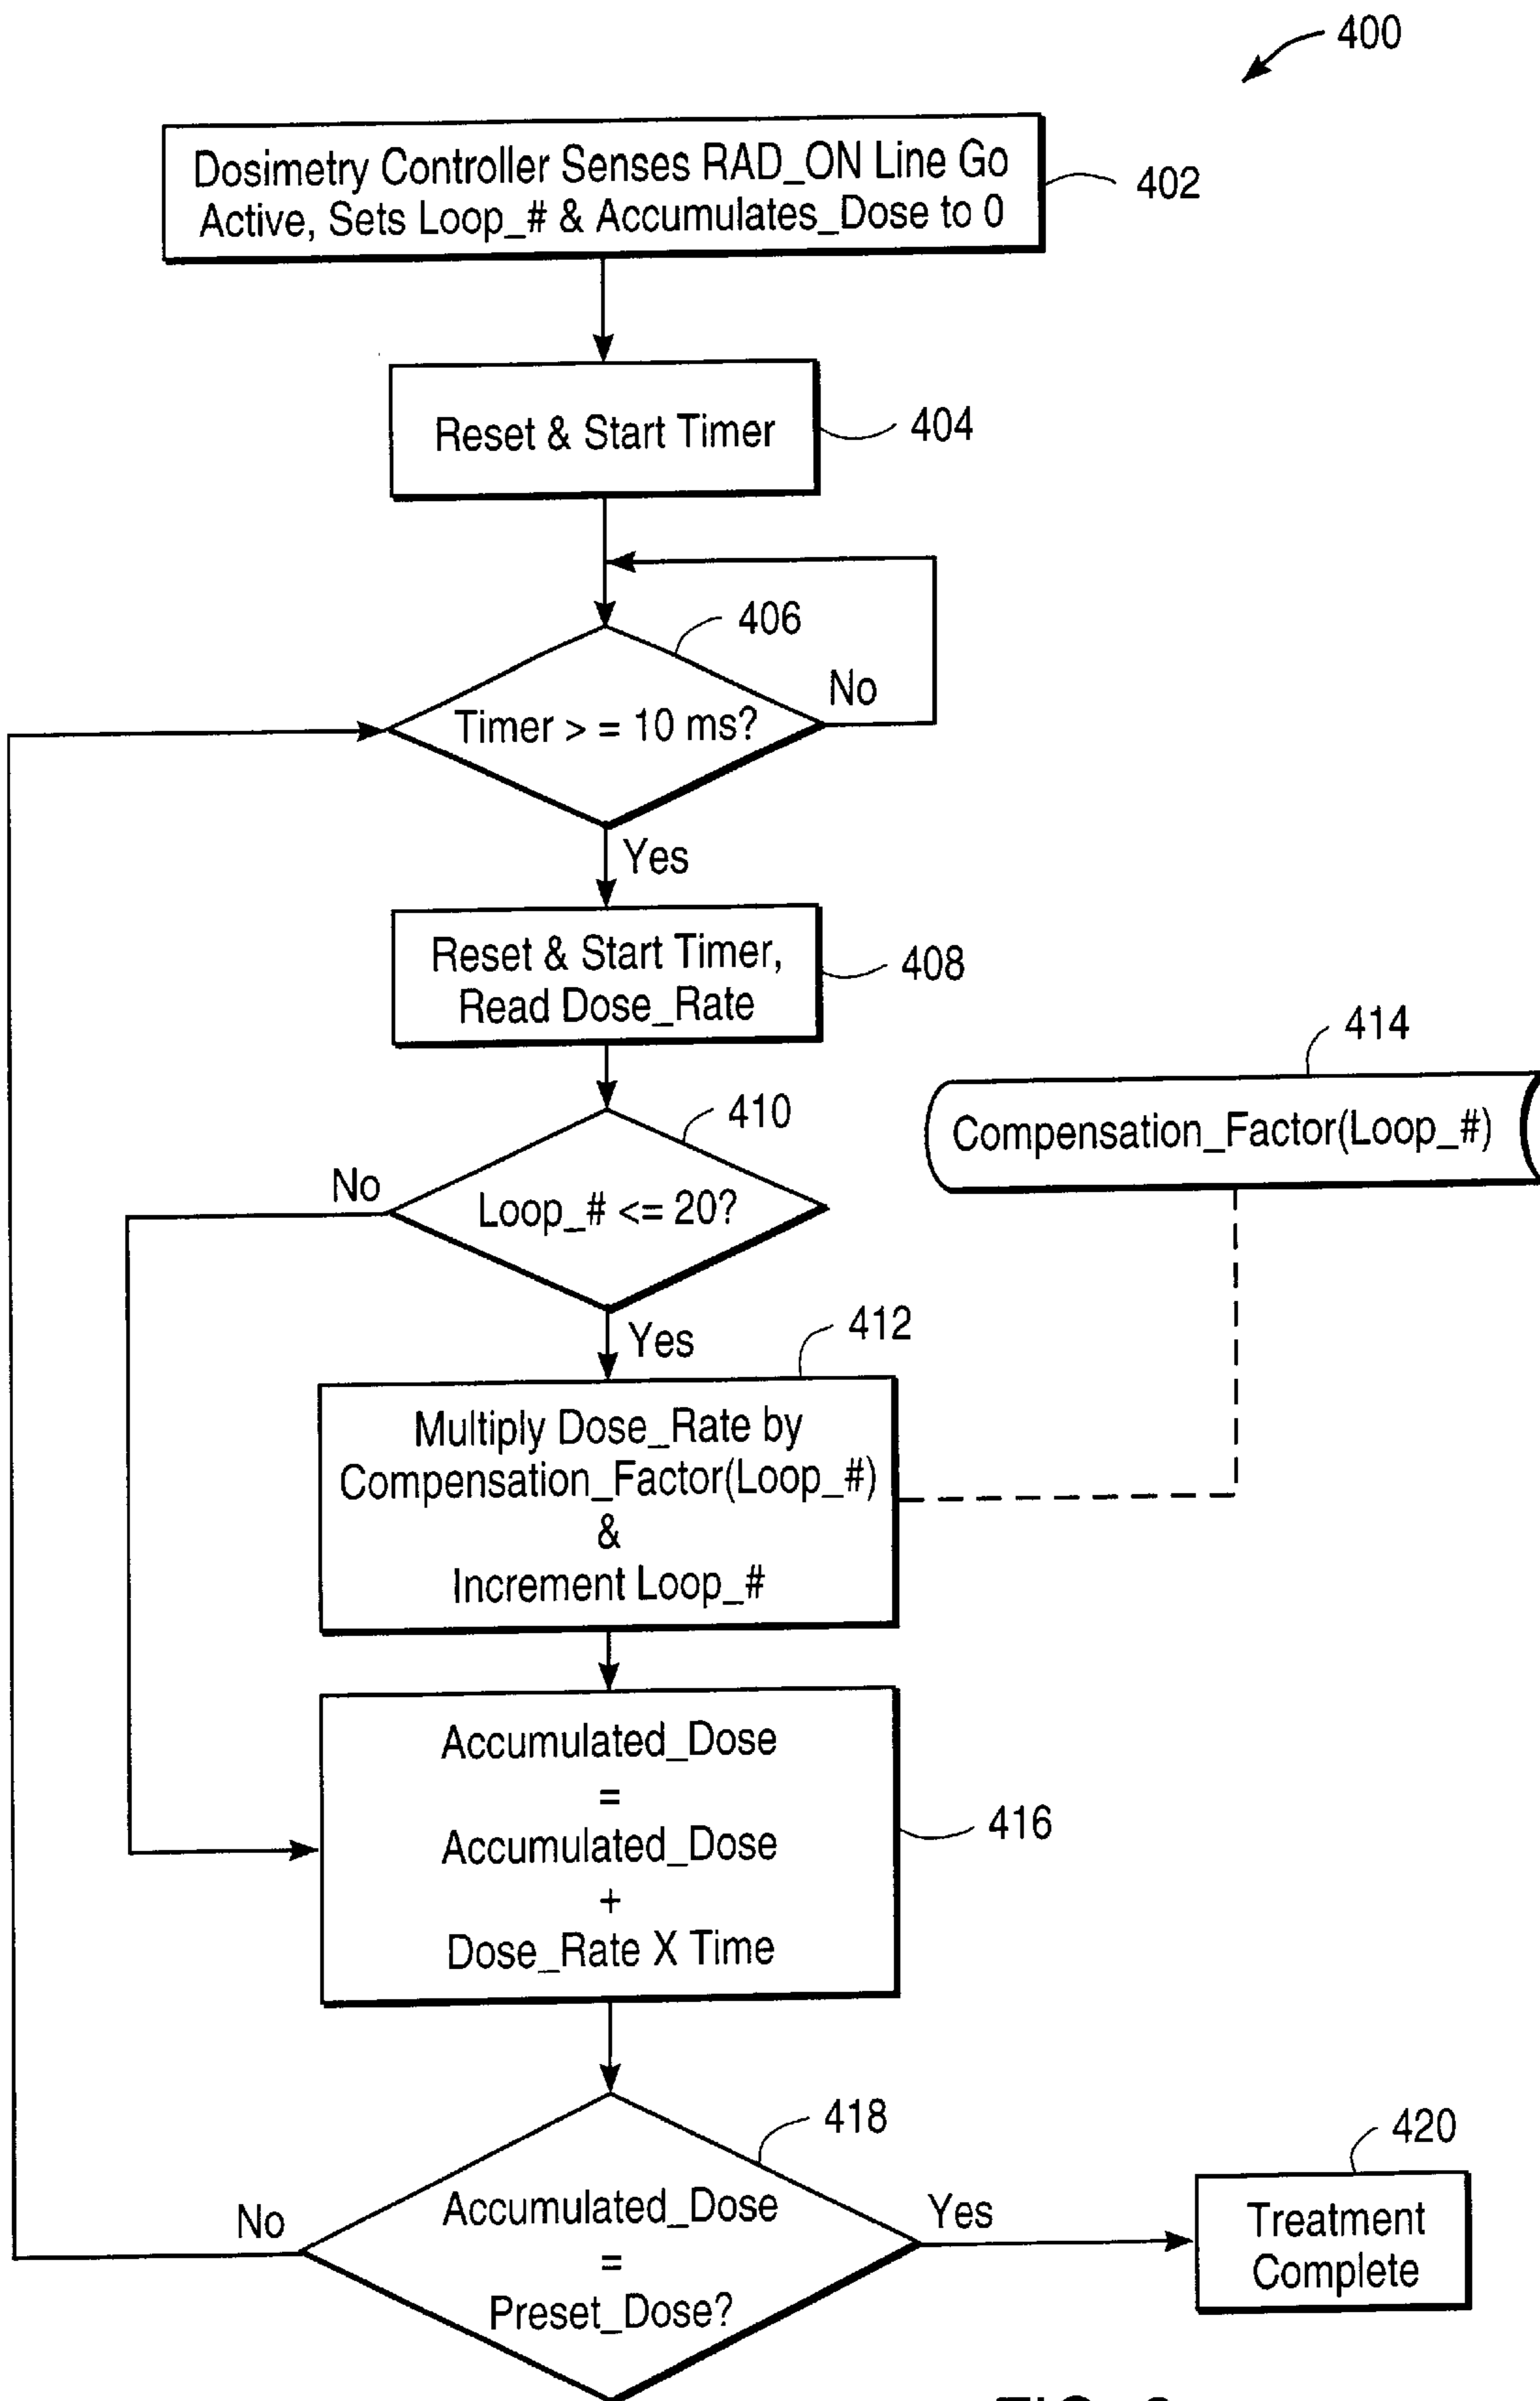 400
Dosimetry Controller Senses RAD_ON Line Go
Active, Sets Loop_# & Accumulates_Dose to 0
402
Reset & Start Timer
404
406
No
Timer > = 10 ms?
Yes
Reset & Start Timer,
Read Dose_Rate
408
414
Compensation_Factor(Loop_#)
410
No
Loop_# <= 20?
Yes
412
Multiply Dose_Rate by
Compensation_Factor(Loop_#)
&
Increment Loop_#
Accumulated_Dose
=
Accumulated_Dose
+
Dose_Rate X Time
416
418
420
No
Accumulated_Dose
=
Preset_Dose?
Yes
Treatment
Complete